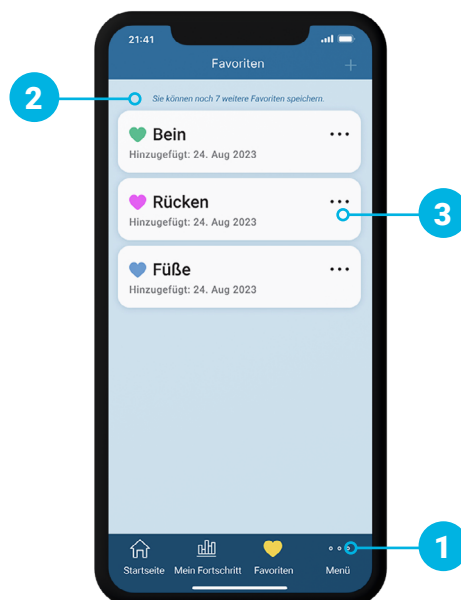 21:41
Favoriten
2
Sie können noch 7 weitere Favoriten speichern.
Bein
Hinzugefügt: 24. Aug 2023
Rücken
Hinzugefügt: 24. Aug 2023
3
Füße
Hinzugefügt: 24. Aug 2023
1
Startseite Mein Fortschritt Favoriten Menü